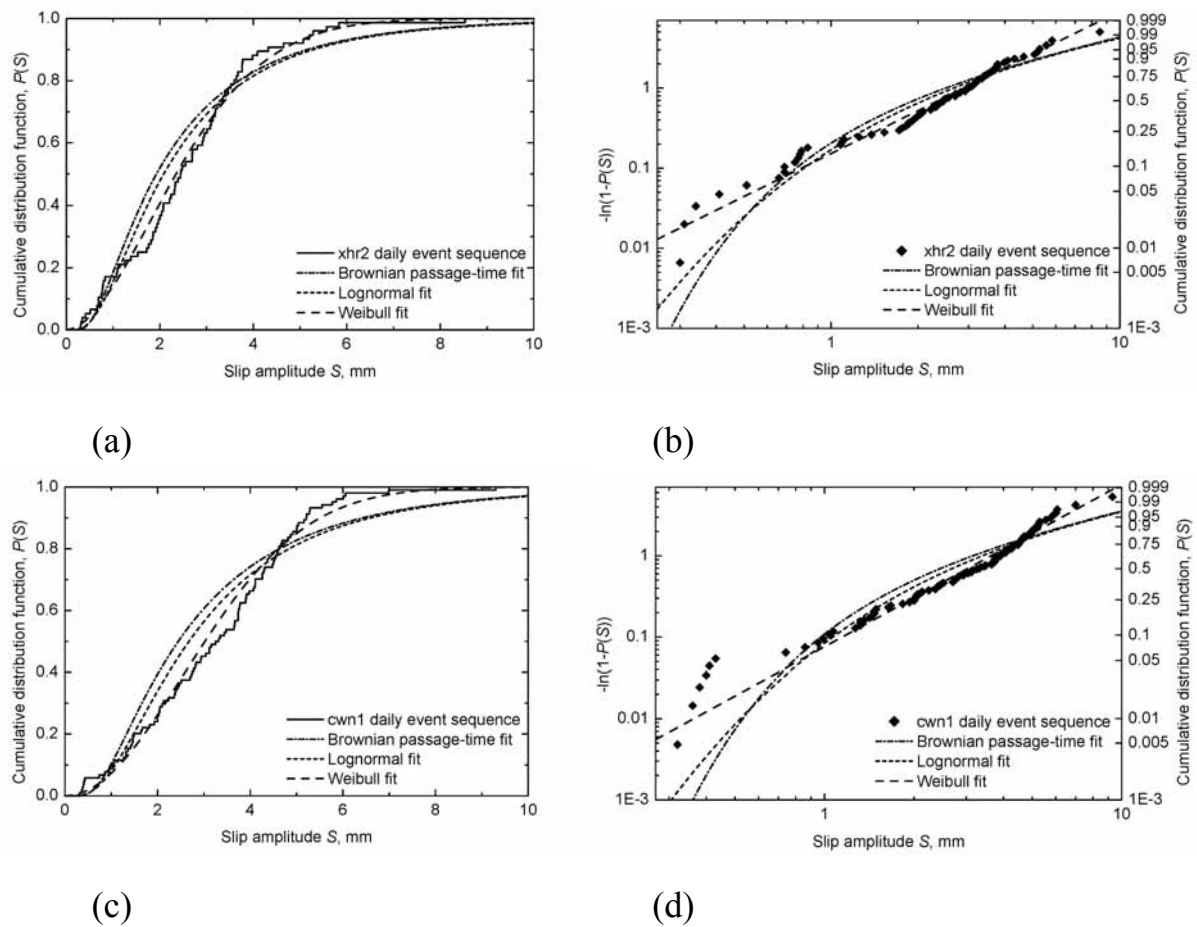 Cumulative distribution function, P(S)
1.0
0.8
0.6
0.4
0.2
0.0
xhr2 daily event sequence
Brownian passage-time fit
Lognormal fit
Weibull fit
0 2 4 6 8 10
Slip amplitude S, mm
(a)
-ln(1-P(S))
1
0.1
0.01
1E-3
xhr2 daily event sequence
Brownian passage-time fit
Lognormal fit
Weibull fit
0.999
0.99
0.95
0.9
0.75
0.5
0.25
0.1
0.05
0.01
0.005
1E-3
Cumulative distribution function, P(S)
1 10
Slip amplitude S, mm
(b)
Cumulative distribution function, P(S)
1.0
0.8
0.6
0.4
0.2
0.0
cwn1 daily event sequence
Brownian passage-time fit
Lognormal fit
Weibull fit
0 2 4 6 8 10
Slip amplitude S, mm
(c)
-ln(1-P(S))
1
0.1
0.01
1E-3
cwn1 daily event sequence
Brownian passage-time fit
Lognormal fit
Weibull fit
0.999
0.99
0.95
0.9
0.75
0.5
0.25
0.1
0.05
0.01
0.005
1E-3
Cumulative distribution function, P(S)
1 10
Slip amplitude S, mm
(d)